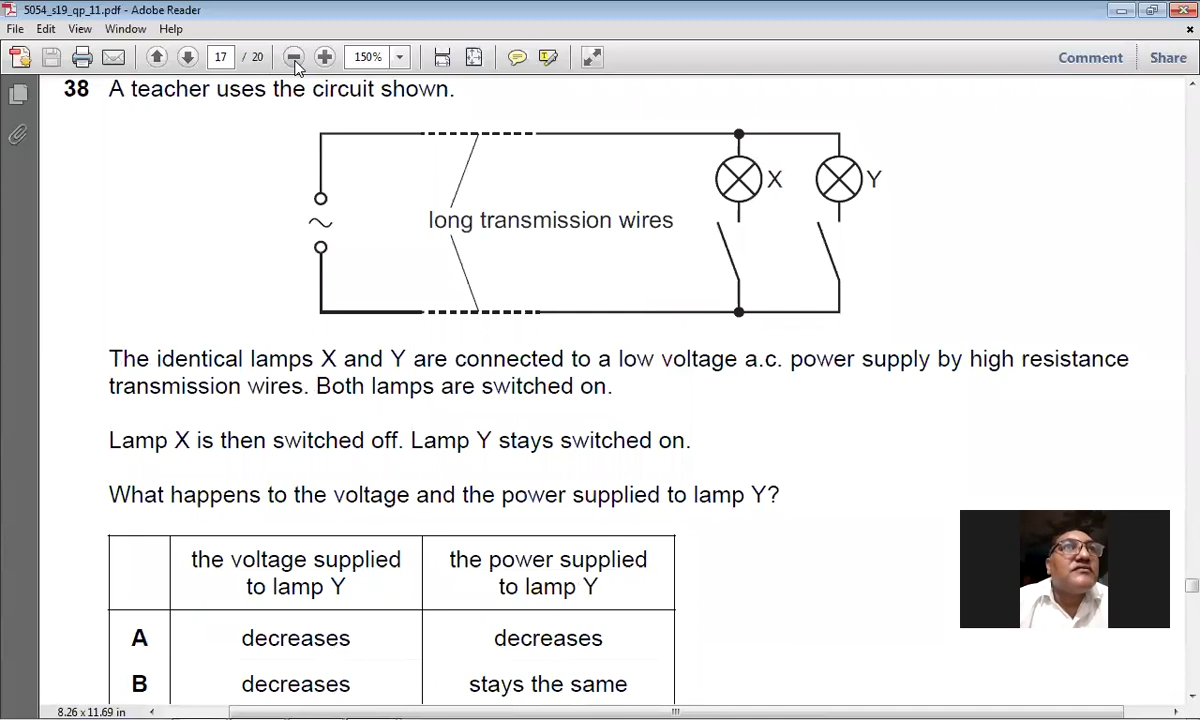 5054_s19_qp_11.pdf - Adobe Reader
File Edit View Window Help
17 / 20 150% Comment Share
38 A teacher uses the circuit shown.
X Y
long transmission wires
The identical lamps X and Y are connected to a low voltage a.c. power supply by high resistance
transmission wires. Both lamps are switched on.
Lamp X is then switched off. Lamp Y stays switched on.
What happens to the voltage and the power supplied to lamp Y?
the voltage supplied the power supplied
to lamp Y to lamp Y
A decreases decreases
B decreases stays the same
8.26 x 11.69 in